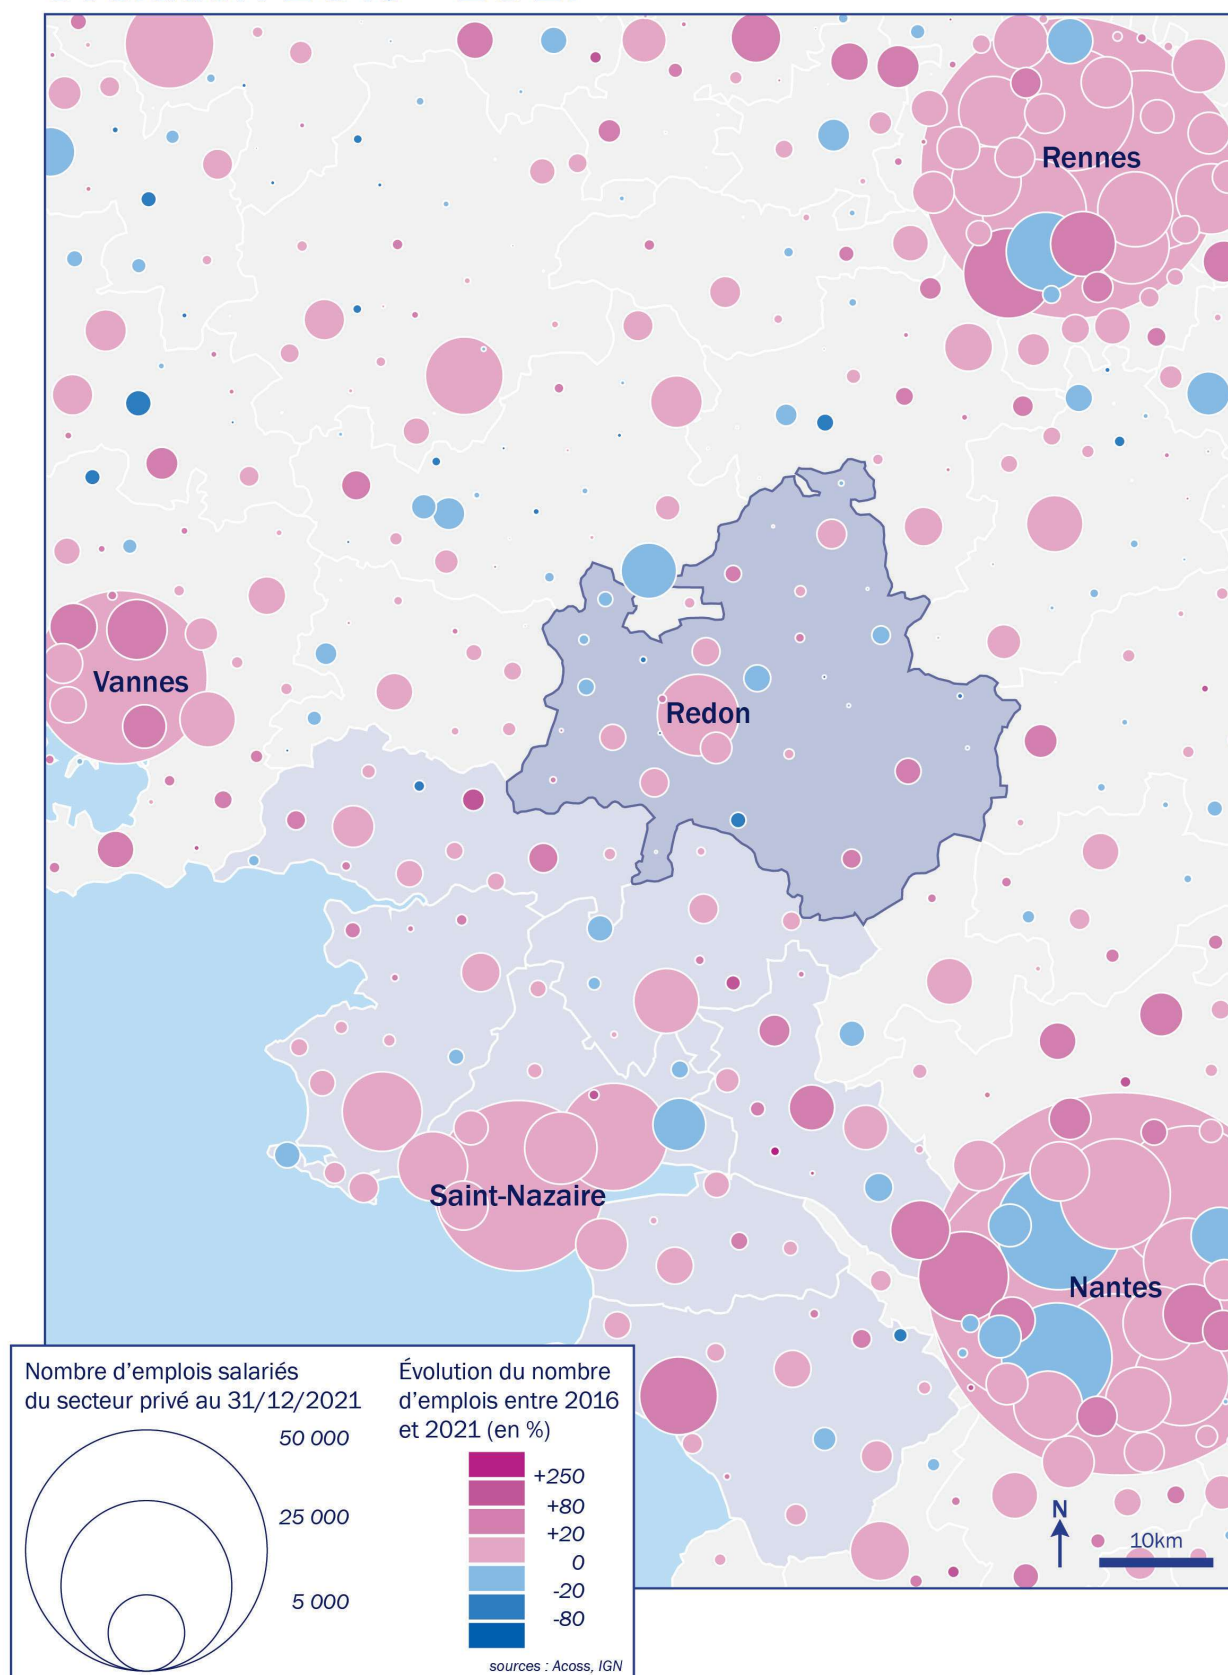 Rennes
Vannes
Redon
Saint-Nazaire
Nantes
Nombre d'emplois salariés
du secteur privé au 31/12/2021
50 000
25 000
5 000
Évolution du nombre
d'emplois entre 2016
et 2021 (en %)
+250
+80
+20
0
-20
-80
sources : Acoss, IGN
N
10km